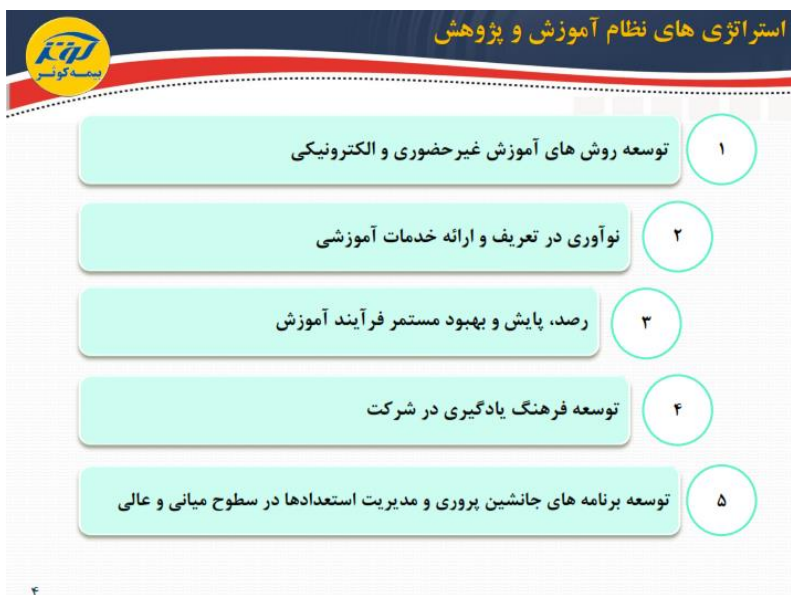 استراتژی های نظام آموزش و پژوهش
کوثر
بیمه کوثر
۱
توسعه روش های آموزش غیرحضوری و الکترونیکی
۲
نوآوری در تعریف و ارائه خدمات آموزشی
۳
رصد، پایش و بهبود مستمر فرآیند آموزش
۴
توسعه فرهنگ یادگیری در شرکت
۵
توسعه برنامه های جانشین پروری و مدیریت استعدادها در سطوح میانی و عالی
۴